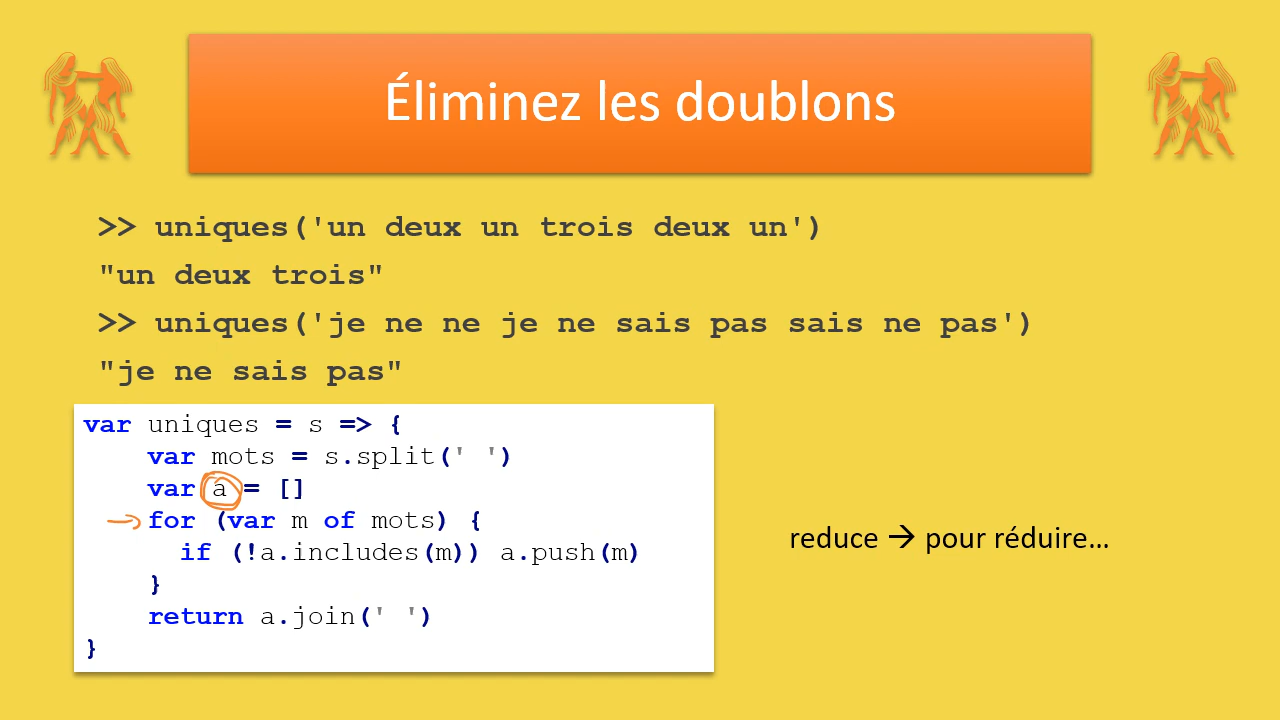 Éliminez les doublons
>> uniques('un deux un trois deux un')
"un deux trois"
>> uniques('je ne ne je ne sais pas sais ne pas')
"je ne sais pas"
var uniques = s => {
    var mots = s.split(' ')
    var a = []
    for (var m of mots) {
      if (!a.includes(m)) a.push(m)
    }
    return a.join(' ')
}
reduce → pour réduire...